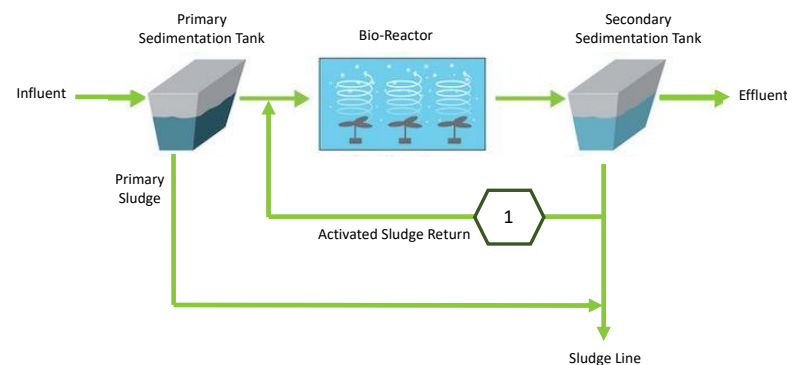 Primary
Sedimentation Tank
Bio-Reactor
Secondary
Sedimentation Tank
Influent
Effluent
Primary
Sludge
1
Activated Sludge Return
Sludge Line